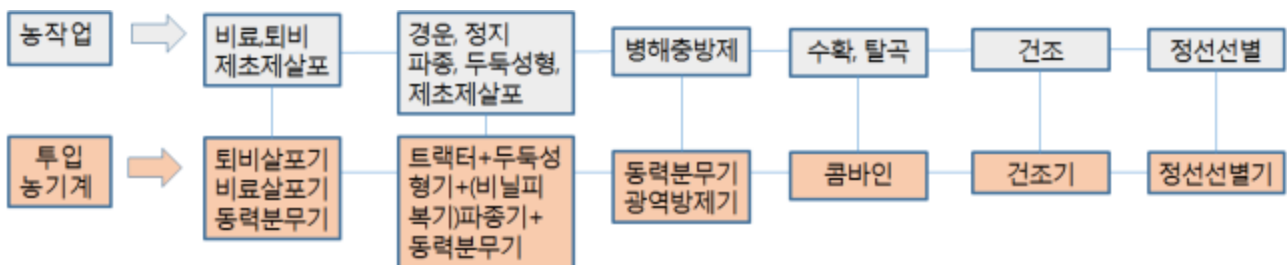 농작업
비료,퇴비
제초제살포
경운, 정지
파종, 두둑성형,
제초제살포
병해충방제
수확, 탈곡
건조
정선선별
투입
농기계
퇴비살포기
비료살포기
동력분무기
트랙터+두둑성
형기+(비닐피
복기)파종기+
동력분무기
동력분무기
광역방제기
콤바인
건조기
정선선별기